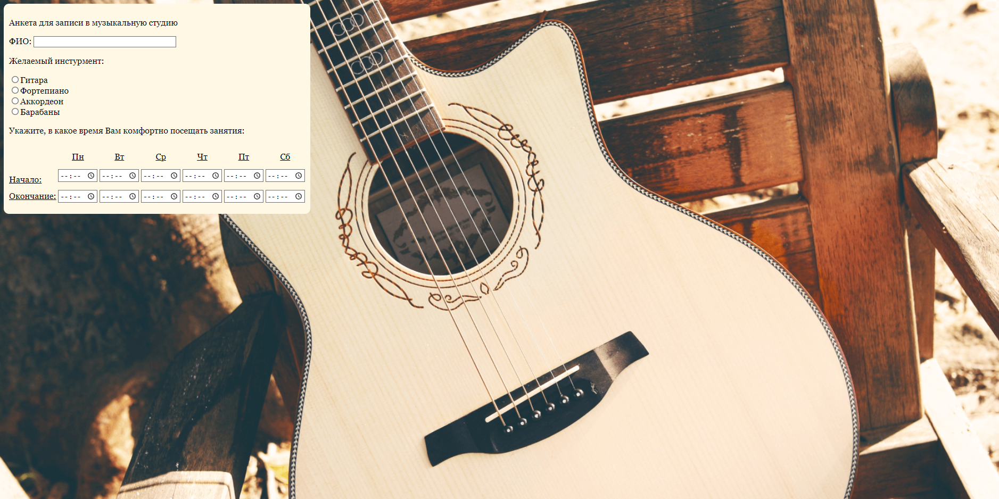 Анкета для записи в музыкальную студию
ФИО:
Желаемый инстурмент:
Гитара
Фортепиано
Аккордеон
Барабаны
Укажите, в какое время Вам комфортно посещать занятия:
Пн Вт Ср Чт Пт Сб
Начало: --:-- --:-- --:-- --:-- --:-- --:--
Окончание: --:-- --:-- --:-- --:-- --:-- --:--